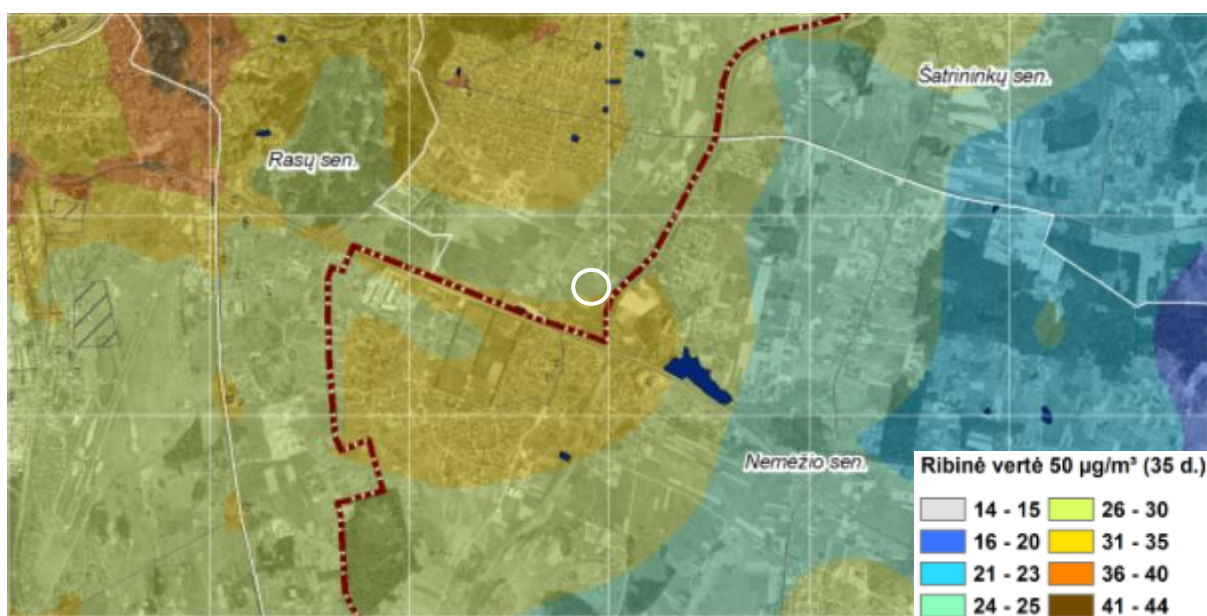 Šatrininkų sen.
Rasų sen.
Nemėžio sen.
Ribinė vertė 50 µg/m³ (35 d.)
14 - 15 26 - 30
16 - 20 31 - 35
21 - 23 36 - 40
24 - 25 41 - 44